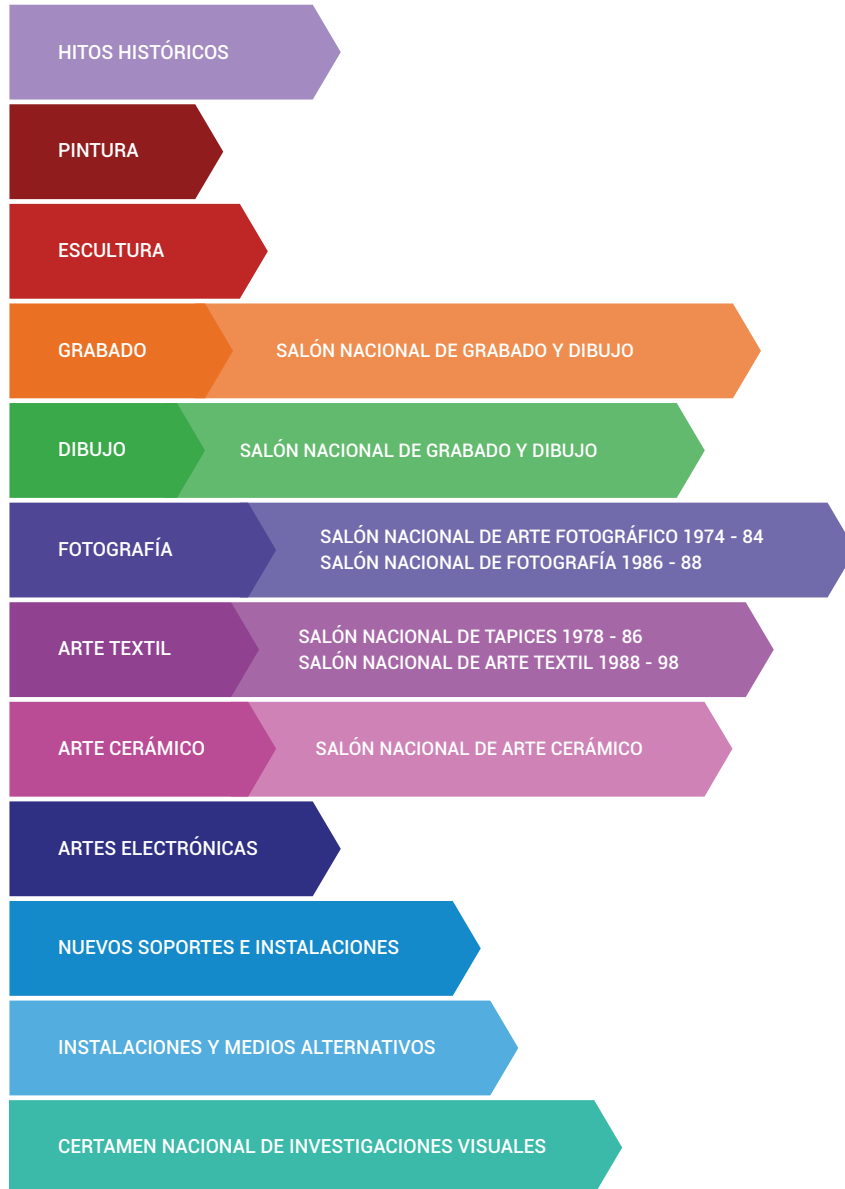 HITOS HISTÓRICOS
PINTURA
ESCULTURA
GRABADO
SALÓN NACIONAL DE GRABADO Y DIBUJO
DIBUJO
SALÓN NACIONAL DE GRABADO Y DIBUJO
FOTOGRAFÍA
SALÓN NACIONAL DE ARTE FOTOGRÁFICO 1974 - 84
SALÓN NACIONAL DE FOTOGRAFÍA 1986 - 88
ARTE TEXTIL
SALÓN NACIONAL DE TAPICES 1978 - 86
SALÓN NACIONAL DE ARTE TEXTIL 1988 - 98
ARTE CERÁMICO
SALÓN NACIONAL DE ARTE CERÁMICO
ARTES ELECTRÓNICAS
NUEVOS SOPORTES E INSTALACIONES
INSTALACIONES Y MEDIOS ALTERNATIVOS
CERTAMEN NACIONAL DE INVESTIGACIONES VISUALES